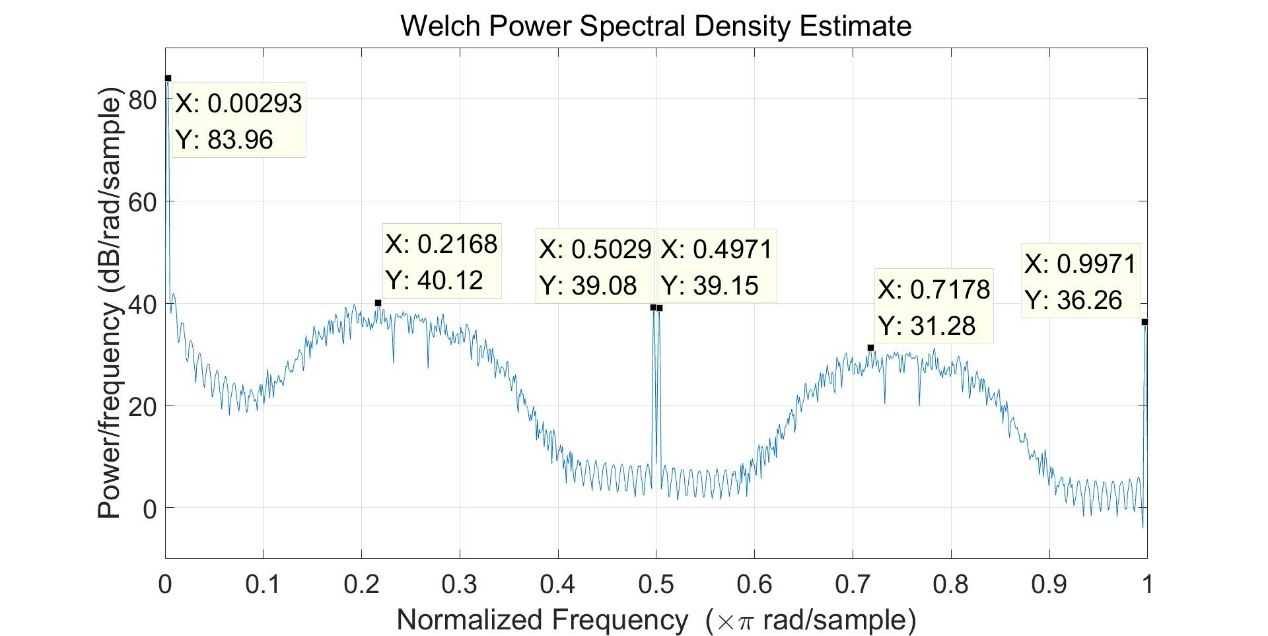 Welch Power Spectral Density Estimate
Power/frequency (dB/rad/sample)
80
60
40
20
0
X: 0.00293
Y: 83.96
X: 0.2168
Y: 40.12
X: 0.5029
Y: 39.08
X: 0.4971
Y: 39.15
X: 0.7178
Y: 31.28
X: 0.9971
Y: 36.26
0 0.1 0.2 0.3 0.4 0.5 0.6 0.7 0.8 0.9 1
Normalized Frequency (×π rad/sample)